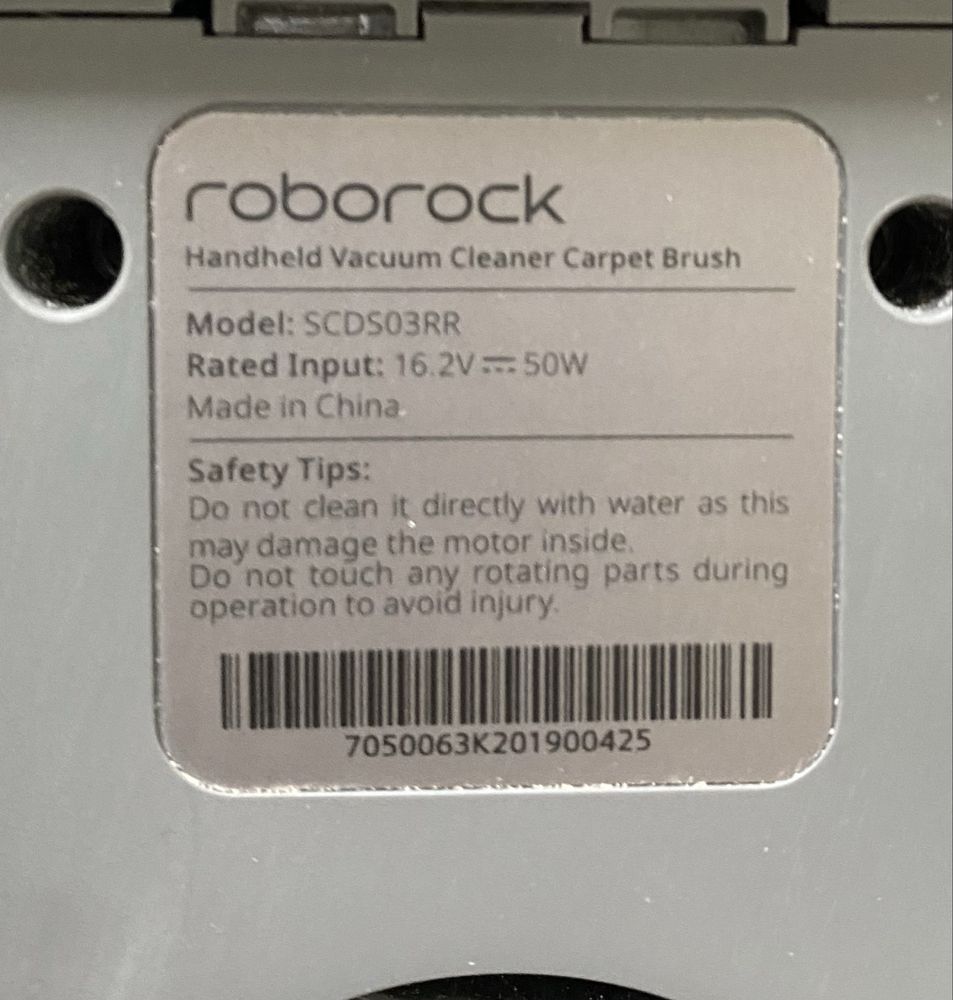 roborock
Handheld Vacuum Cleaner Carpet Brush
Model: SCDS03RR
Rated Input: 16.2V⎓50W
Made in China
Safety Tips:
Do not clean it directly with water as this
may damage the motor inside.
Do not touch any rotating parts during
operation to avoid injury.
7050063K201900425